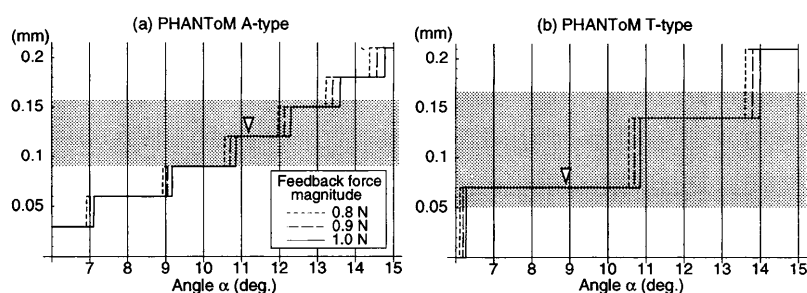 (a) PHANToM A-type
(b) PHANToM T-type
(mm)
0.2
0.15
0.1
0.05
7 8 9 10 11 12 13 14 15
Angle α (deg.)
Feedback force
magnitude
0.8 N
0.9 N
1.0 N
(mm)
0.2
0.15
0.1
0.05
7 8 9 10 11 12 13 14 15
Angle α (deg.)